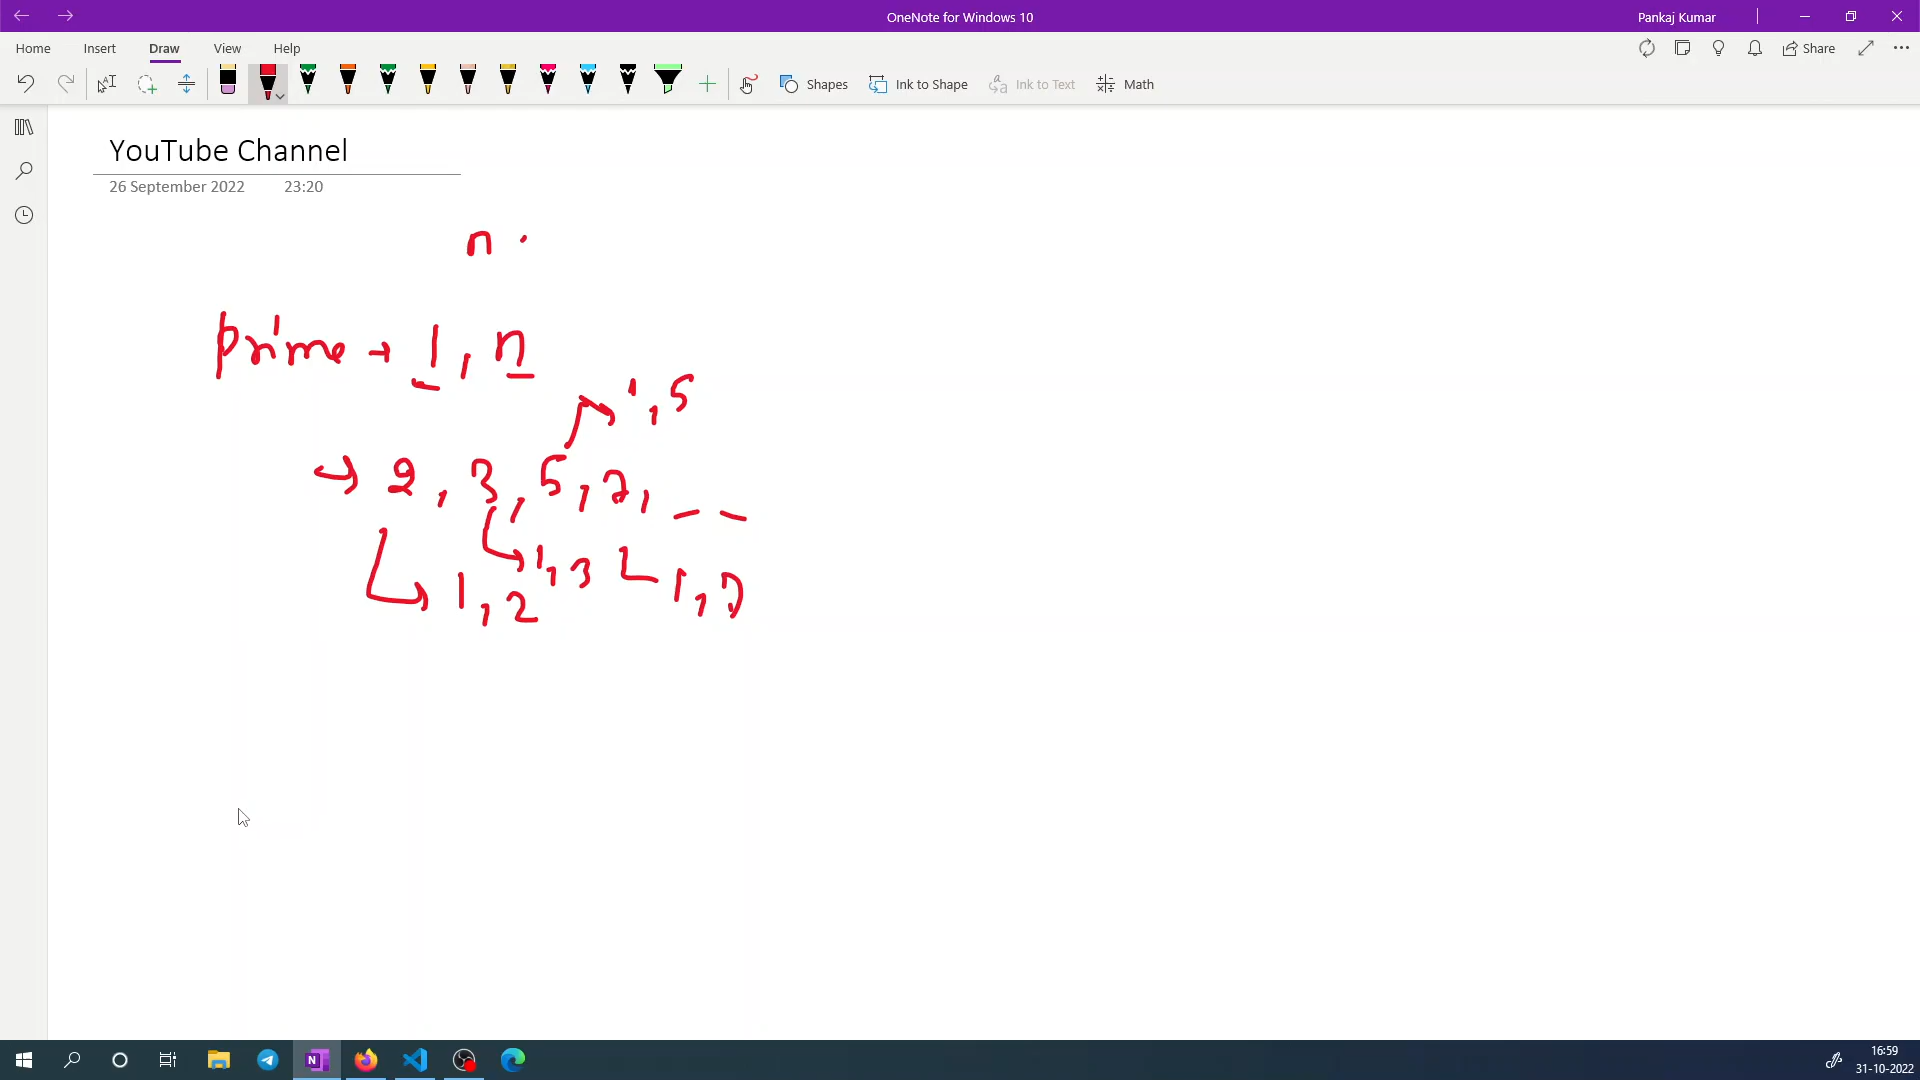 OneNote for Windows 10
Pankaj Kumar
Home Insert Draw View Help
Share
Shapes Ink to Shape Ink to Text Math
YouTube Channel
26 September 2022 23:20
n .
prime → 1, n
1, 5
→ 2, 3, 5, 7, _ _
1, 3
1, 2
1, 7
16:59
31-10-2022